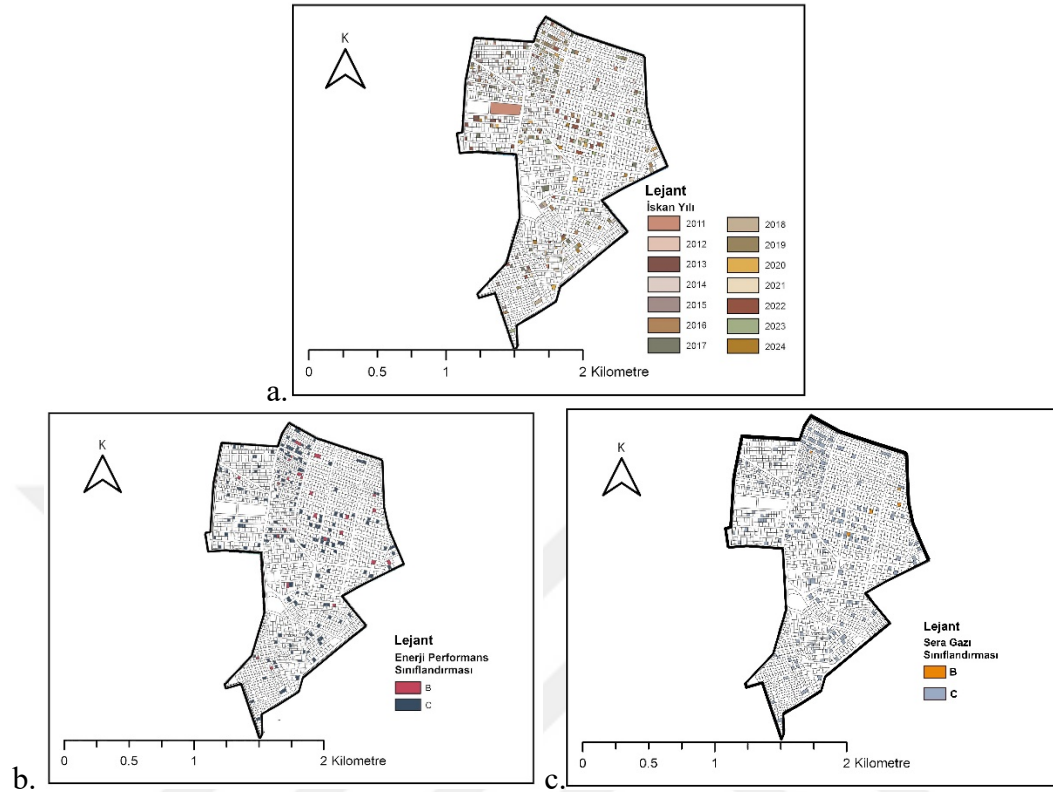 K
Lejant
İskan Yılı
2011 2018
2012 2019
2013 2020
2014 2021
2015 2022
2016 2023
2017 2024
0 0.5 1 2 Kilometre
a.
K
Lejant
Enerji Performans
Sınıflandırması
B
C
0 0.5 1 2 Kilometre
b.
K
Lejant
Sera Gazı
Sınıflandırması
B
C
0 0.5 1 2 Kilometre
c.